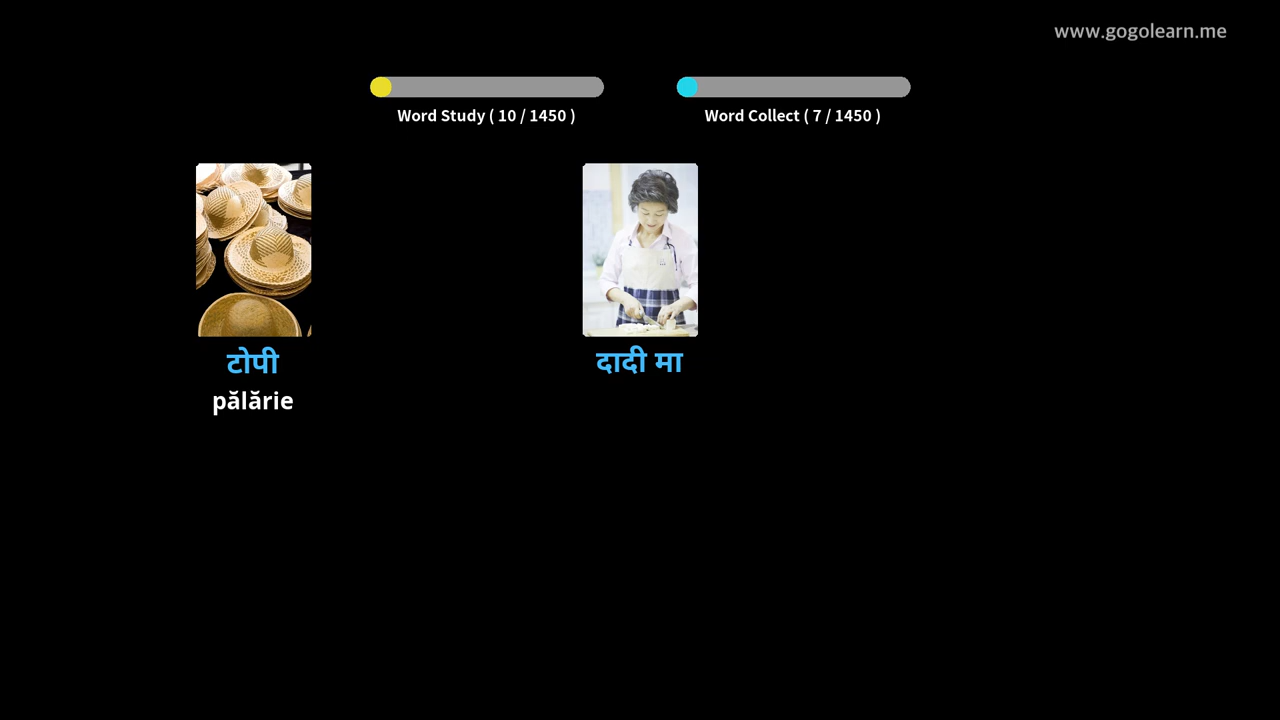 www.gogolearn.me
Word Study ( 10 / 1450 )
Word Collect ( 7 / 1450 )
टोपी
pălărie
दादी मा